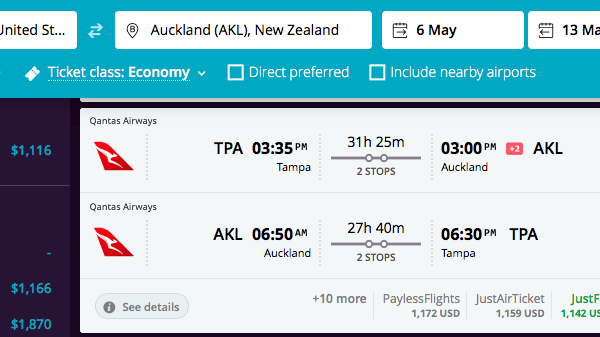 United St... Auckland (AKL), New Zealand 6 May 13 Ma
Ticket class: Economy Direct preferred Include nearby airports
Qantas Airways
$1,116
TPA 03:35 PM 31h 25m 03:00 PM +2 AKL
Tampa 2 STOPS Auckland
Qantas Airways
AKL 06:50 AM 27h 40m 06:30 PM TPA
Auckland 2 STOPS Tampa
-
$1,166
See details +10 more PaylessFlights JustAirTicket JustF
1,172 USD 1,159 USD 1,142 US
$1,870